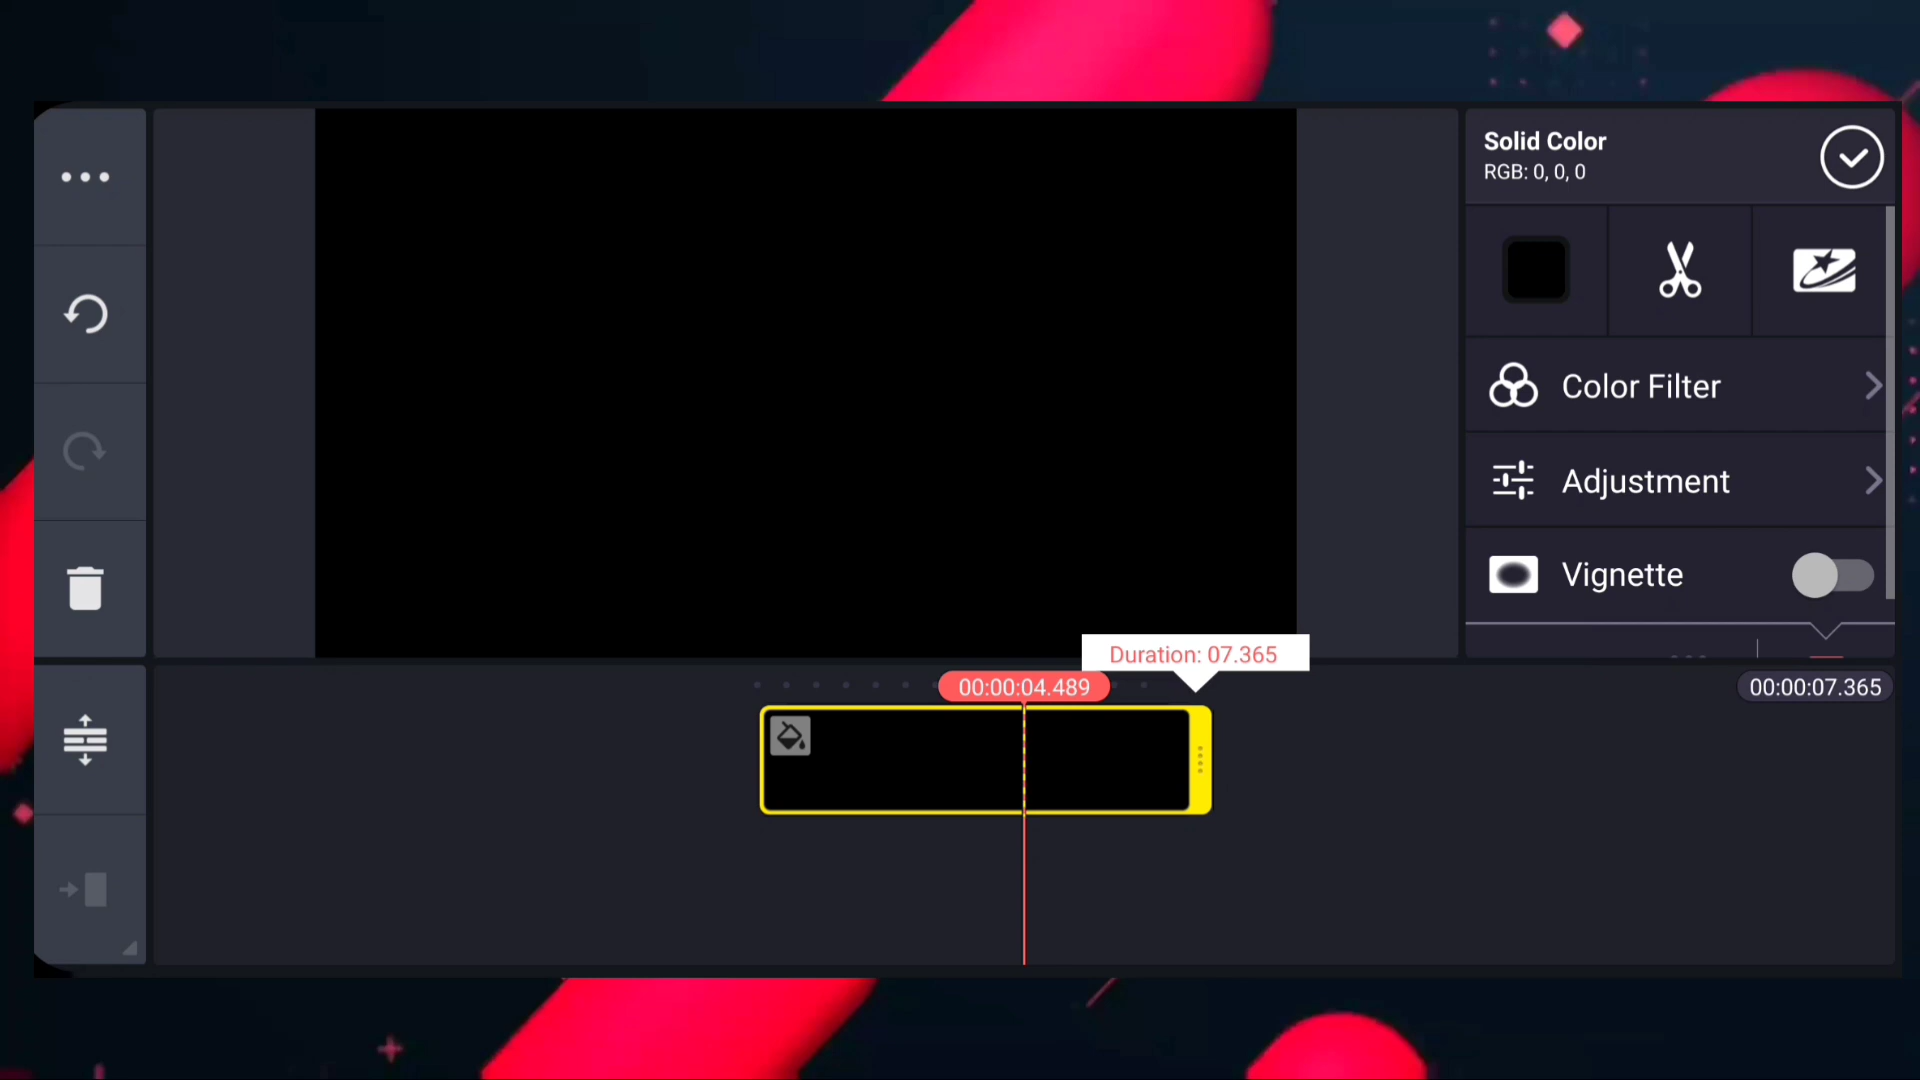 Solid Color
RGB: 0, 0, 0
Color Filter
Adjustment
Vignette
Duration: 07.365
00:00:04.489
00:00:07.365